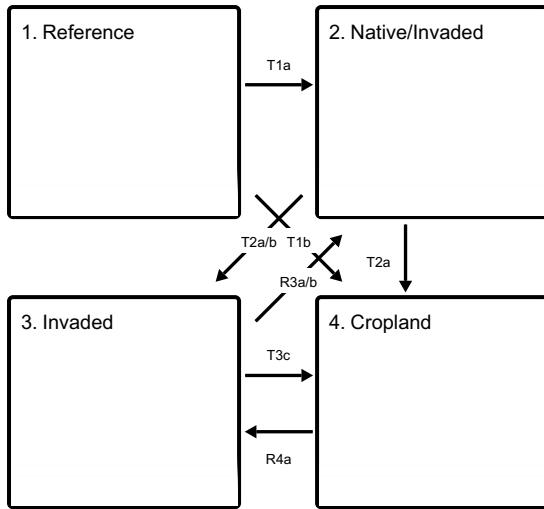 1. Reference
2. Native/Invaded
T1a
T2a/b
T1b
T2a
R3a/b
3. Invaded
4. Cropland
T3c
R4a